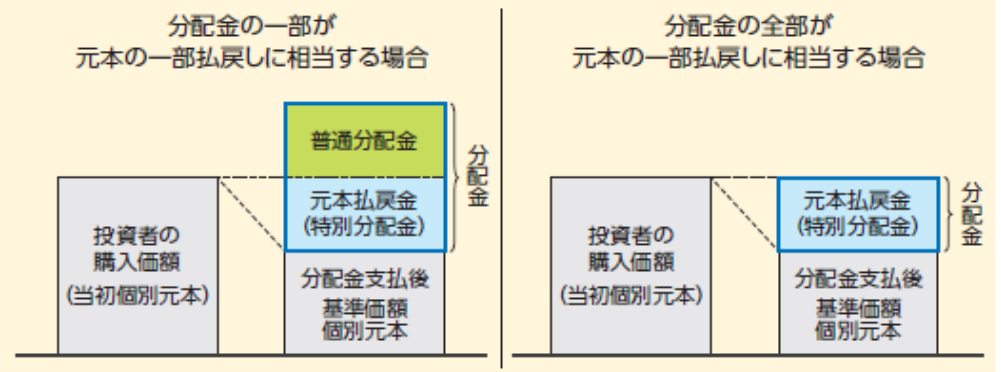 分配金の一部が
元本の一部払戻しに相当する場合
普通分配金
元本払戻金
(特別分配金)
分配金
投資者の
購入価額
(当初個別元本)
分配金支払後
基準価額
個別元本
分配金の全部が
元本の一部払戻しに相当する場合
元本払戻金
(特別分配金)
分配金
投資者の
購入価額
(当初個別元本)
分配金支払後
基準価額
個別元本